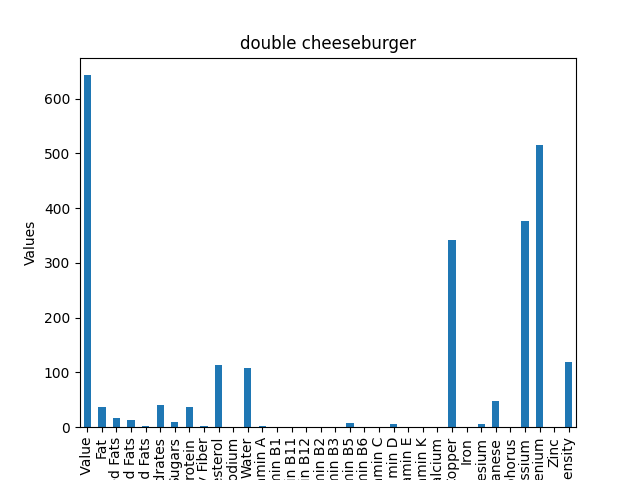 double cheeseburger
Values
600
500
400
300
200
100
0
Value
Fat
d Fats
d Fats
d Fats
drates
Sugars
rotein
y Fiber
esterol
odium
Water
min A
min B1
in B11
in B12
min B2
min B3
min B5
min B6
min C
min D
min E
min K
alcium
opper
Iron
esium
anese
phorus
ssium
enium
Zinc
ensity